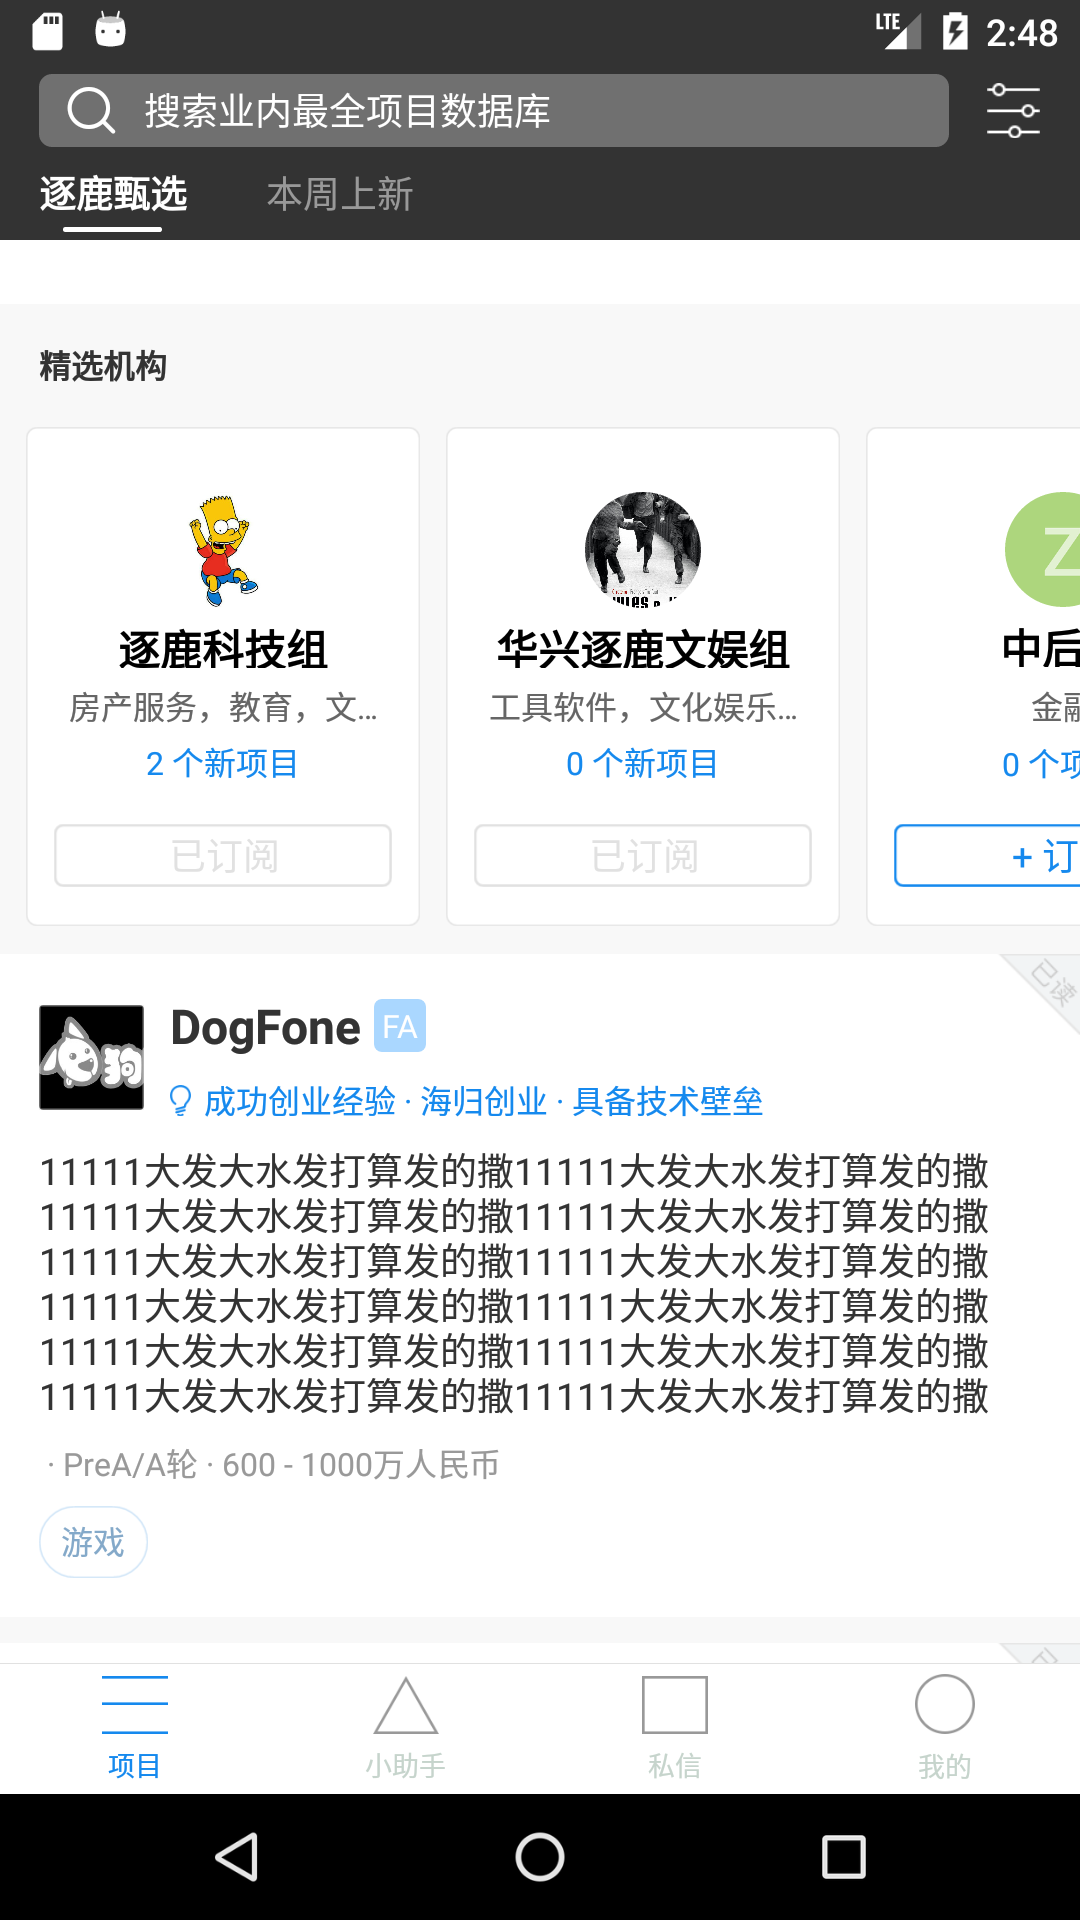 LTE 2:48
搜索业内最全项目数据库
逐鹿甄选 本周上新
精选机构
Z
逐鹿科技组 华兴逐鹿文娱组 中后
房产服务，教育，文... 工具软件，文化娱乐... 金融
2 个新项目 0 个新项目 0 个项
已订阅 已订阅 + 订
已读
DogFone FA
狗
成功创业经验 · 海归创业 · 具备技术壁垒
11111大发大水发打算发的撒11111大发大水发打算发的撒
11111大发大水发打算发的撒11111大发大水发打算发的撒
11111大发大水发打算发的撒11111大发大水发打算发的撒
11111大发大水发打算发的撒11111大发大水发打算发的撒
11111大发大水发打算发的撒11111大发大水发打算发的撒
11111大发大水发打算发的撒11111大发大水发打算发的撒
· PreA/A轮 · 600 - 1000万人民币
游戏
项目 小助手 私信 我的